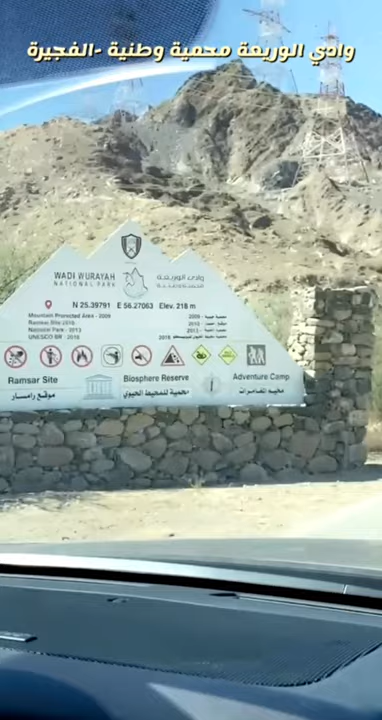 وادي الوريعة محمية وطنية -الفجيرة
WADI WURAYAH
NATIONAL PARK
وادي الوريعة
N 25.39791 E 56.27063 Elev. 218 m
Mountain Protected Area - 2009
Ramsar Site 2010
National Park - 2013
UNESCO BR - 2018
Ramsar Site
موقع رامسار
Biosphere Reserve
محمية للمحيط الحيوي
Adventure Camp
مخيم المغامرات